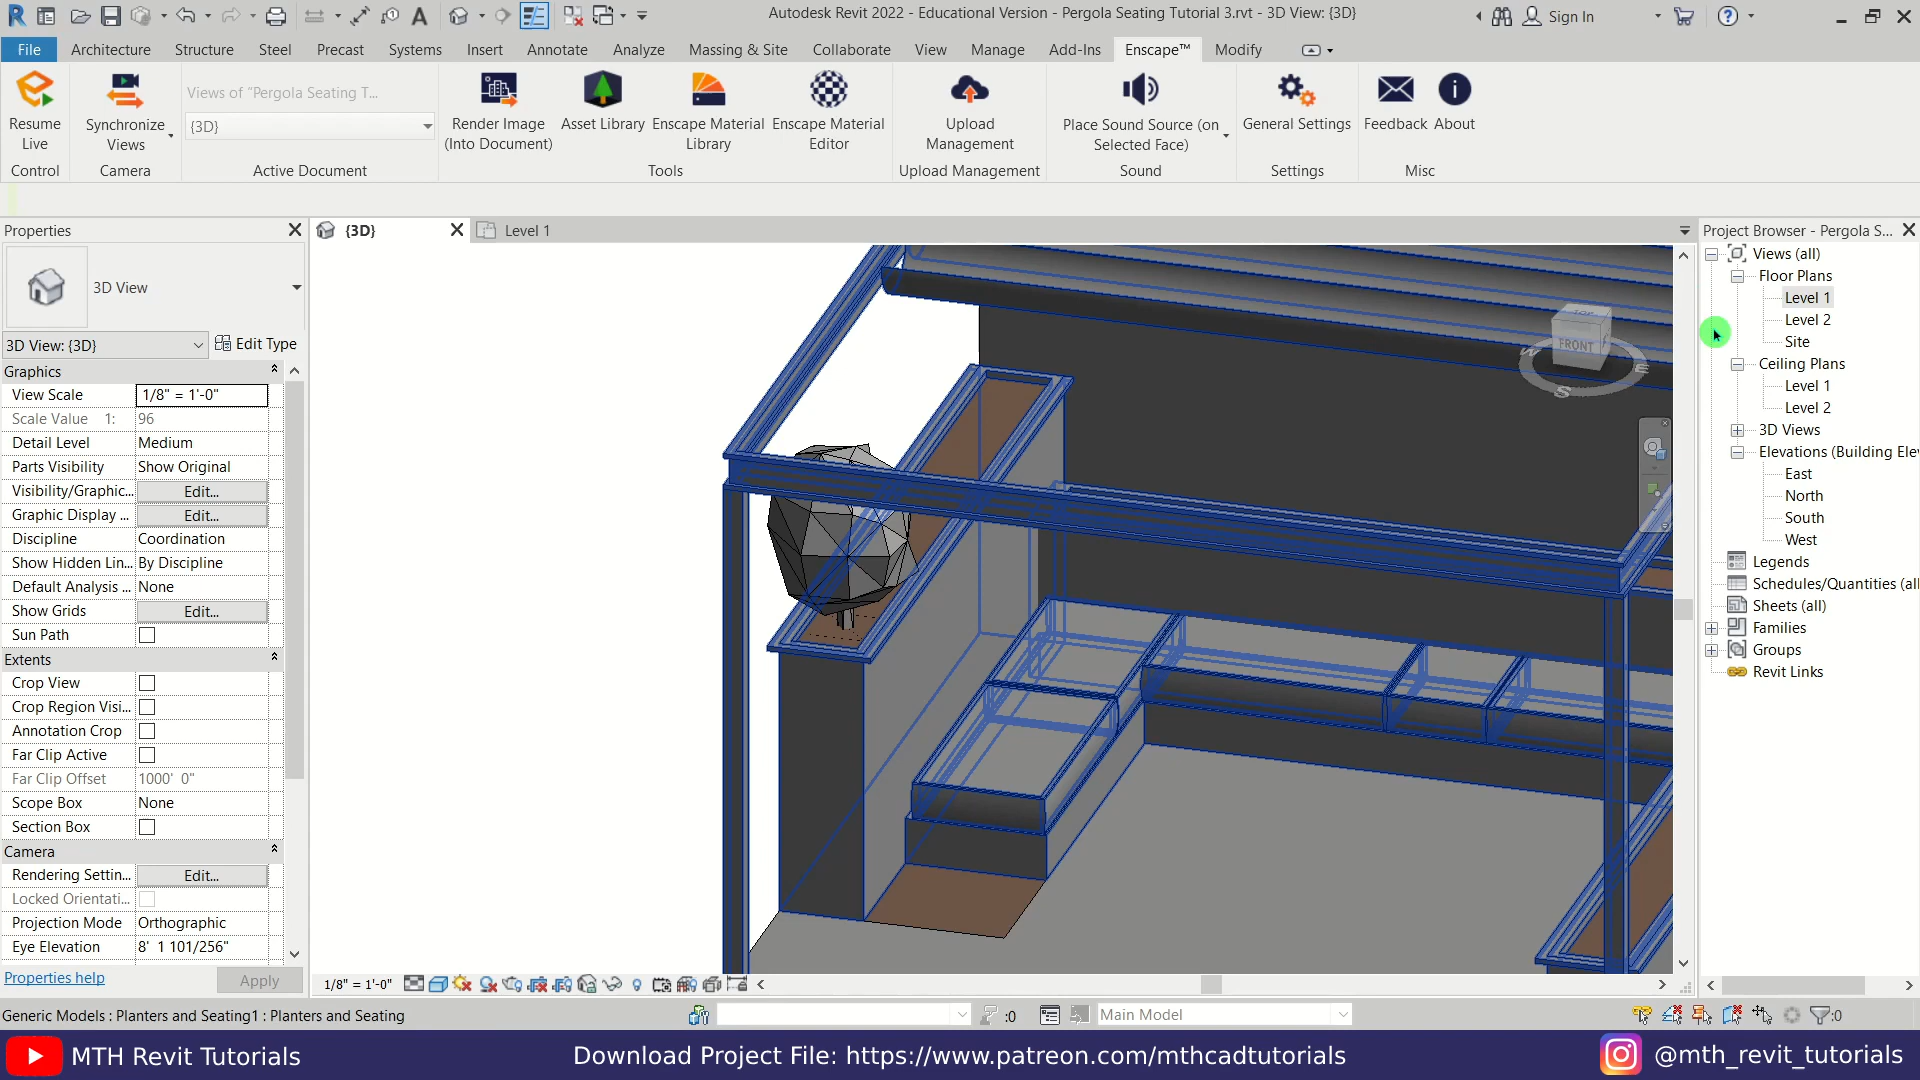 Autodesk Revit 2022 - Educational Version - Pergola Seating Tutorial 3.rvt - 3D View: {3D}
Sign In
File Architecture Structure Steel Precast Systems Insert Annotate Analyze Massing & Site Collaborate View Manage Add-Ins Enscape™ Modify
Resume Live
Synchronize Views
Views of "Pergola Seating T...
{3D}
Render Image (Into Document)
Asset Library
Enscape Material Library
Enscape Material Editor
Upload Management
Place Sound Source (on Selected Face)
General Settings
Feedback
About
Control Camera Active Document Tools Upload Management Sound Settings Misc
Properties
{3D}
Level 1
Project Browser - Pergola S...
3D View
3D View: {3D}
Edit Type
Graphics
View Scale 1/8" = 1'-0"
Scale Value 1: 96
Detail Level Medium
Parts Visibility Show Original
Visibility/Graphic... Edit...
Graphic Display ... Edit...
Discipline Coordination
Show Hidden Lin... By Discipline
Default Analysis ... None
Show Grids Edit...
Sun Path
Extents
Crop View
Crop Region Visi...
Annotation Crop
Far Clip Active
Far Clip Offset 1000' 0"
Scope Box None
Section Box
Camera
Rendering Settin... Edit...
Locked Orientati...
Projection Mode Orthographic
Eye Elevation 8' 1 101/256"
Properties help
Apply
TOP
FRONT
W
S
E
Views (all)
Floor Plans
Level 1
Level 2
Site
Ceiling Plans
Level 1
Level 2
3D Views
Elevations (Building Ele
East
North
South
West
Legends
Schedules/Quantities (all
Sheets (all)
Families
Groups
Revit Links
1/8" = 1'-0"
Generic Models : Planters and Seating1 : Planters and Seating
:0
Main Model
:0
MTH Revit Tutorials
Download Project File: https://www.patreon.com/mthcadtutorials
@mth_revit_tutorials